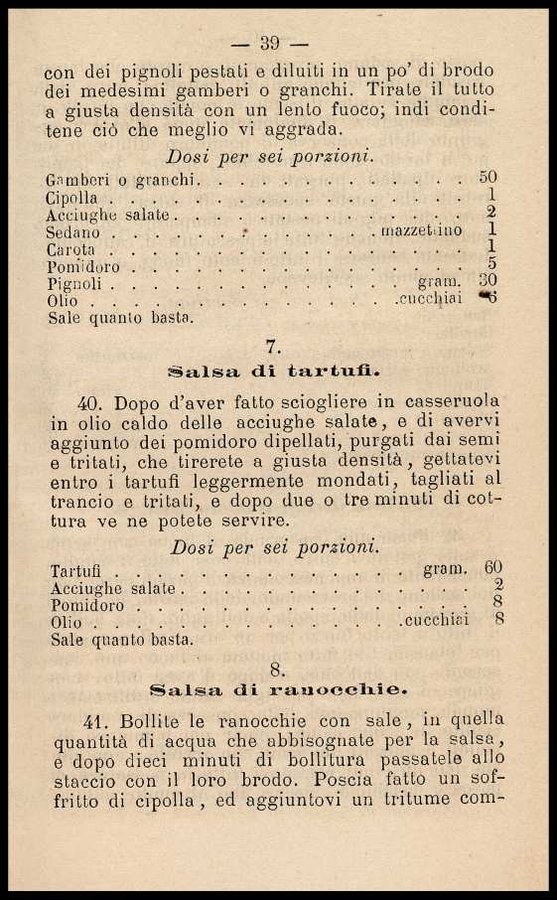 — 39 —
con dei pignoli pestati e diluiti in un po' di brodo
dei medesimi gamberi o granchi. Tirate il tutto
a giusta densità con un lento fuoco; indi condi-
tene ciò che meglio vi aggrada.
Dosi per sei porzioni.
Gamberi o granchi. . . . . . . . . . . 50
Cipolla . . . . . . . . . . . . . 1
Acciughe salate . . . . . . . . . . . 2
Sedano . . . . . . . . . . mazzettino 1
Carota . . . . . . . . . . . . . 1
Pomidoro . . . . . . . . . . . . 5
Pignoli . . . . . . . . . . . gram. 30
Olio . . . . . . . . . . . .cucchiai 6
Sale quanto basta.
7.
Salsa di tartufi.
40. Dopo d'aver fatto sciogliere in casseruola
in olio caldo delle acciughe salate, e di avervi
aggiunto dei pomidoro dipellati, purgati dai semi
e tritati, che tirerete a giusta densità, gettatevi
entro i tartufi leggermente mondati, tagliati al
trancio e tritati, e dopo due o tre minuti di cot-
tura ve ne potete servire.
Dosi per sei porzioni.
Tartufi . . . . . . . . . . . gram. 60
Acciughe salate . . . . . . . . . . . 2
Pomidoro . . . . . . . . . . . . 8
Olio . . . . . . . . . . . .cucchiai 8
Sale quanto basta.
8.
Salsa di ranocchie.
41. Bollite le ranocchie con sale, in quella
quantità di acqua che abbisognate per la salsa,
e dopo dieci minuti di bollitura passatele allo
staccio con il loro brodo. Poscia fatto un sof-
fritto di cipolla, ed aggiuntovi un tritume com-